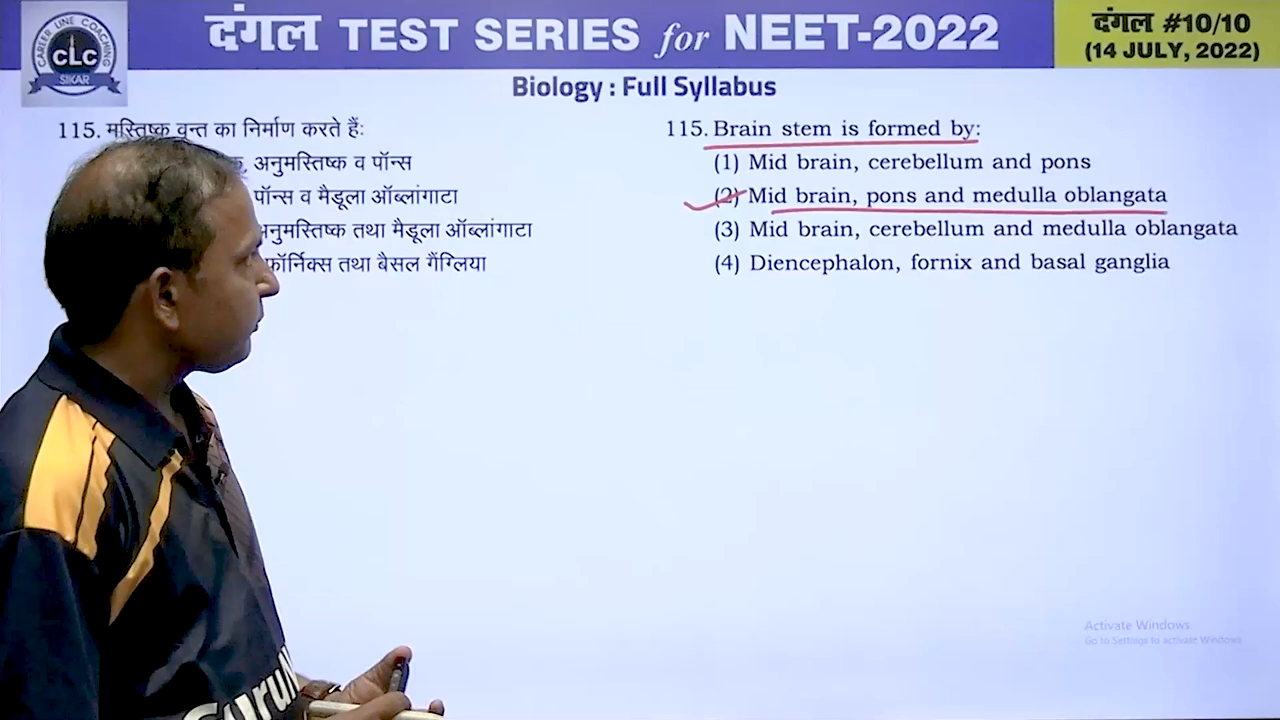 दंगल TEST SERIES for NEET-2022
दंगल #10/10
(14 JULY, 2022)
CAREER LINE COACHING
CLC
SIKAR
Biology : Full Syllabus
115. मस्तिष्क वृन्त का निर्माण करते हैं:
अनुमस्तिष्क व पॉन्स
पॉन्स व मैडूला ऑब्लांगाटा
अनुमस्तिष्क तथा मैडूला ऑब्लांगाटा
फॉर्निक्स तथा बैसल गैंग्लिया
115. Brain stem is formed by:
(1) Mid brain, cerebellum and pons
(2) Mid brain, pons and medulla oblangata
(3) Mid brain, cerebellum and medulla oblangata
(4) Diencephalon, fornix and basal ganglia
Activate Windows
Go to Settings to activate Windows.